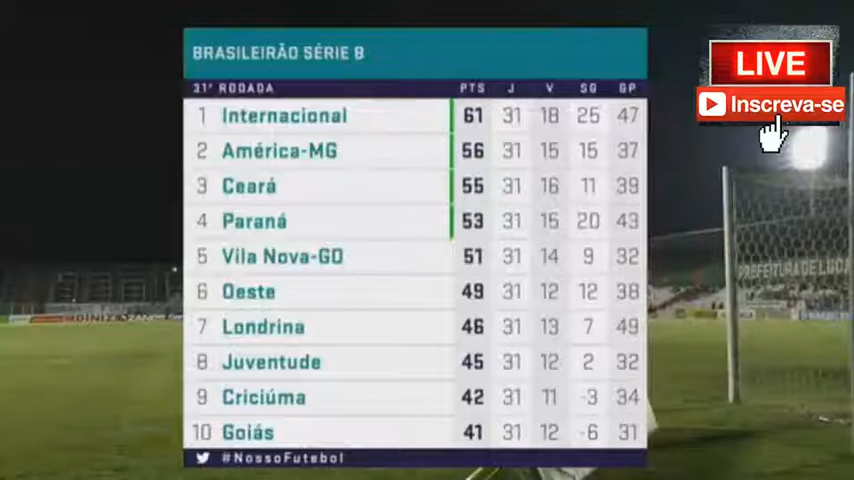 BRASILEIRÃO SÉRIE B
31ª RODADA PTS J V SG GP
1 Internacional 61 31 18 25 47
2 América-MG 56 31 15 15 37
3 Ceará 55 31 16 11 39
4 Paraná 53 31 15 20 43
5 Vila Nova-GO 51 31 14 9 32
6 Oeste 49 31 12 12 38
7 Londrina 46 31 13 7 49
8 Juventude 45 31 12 2 32
9 Criciúma 42 31 11 -3 34
10 Goiás 41 31 12 -6 31
#NossoFutebol
LIVE
Inscreva-se
PREFEITURA DE LUCA